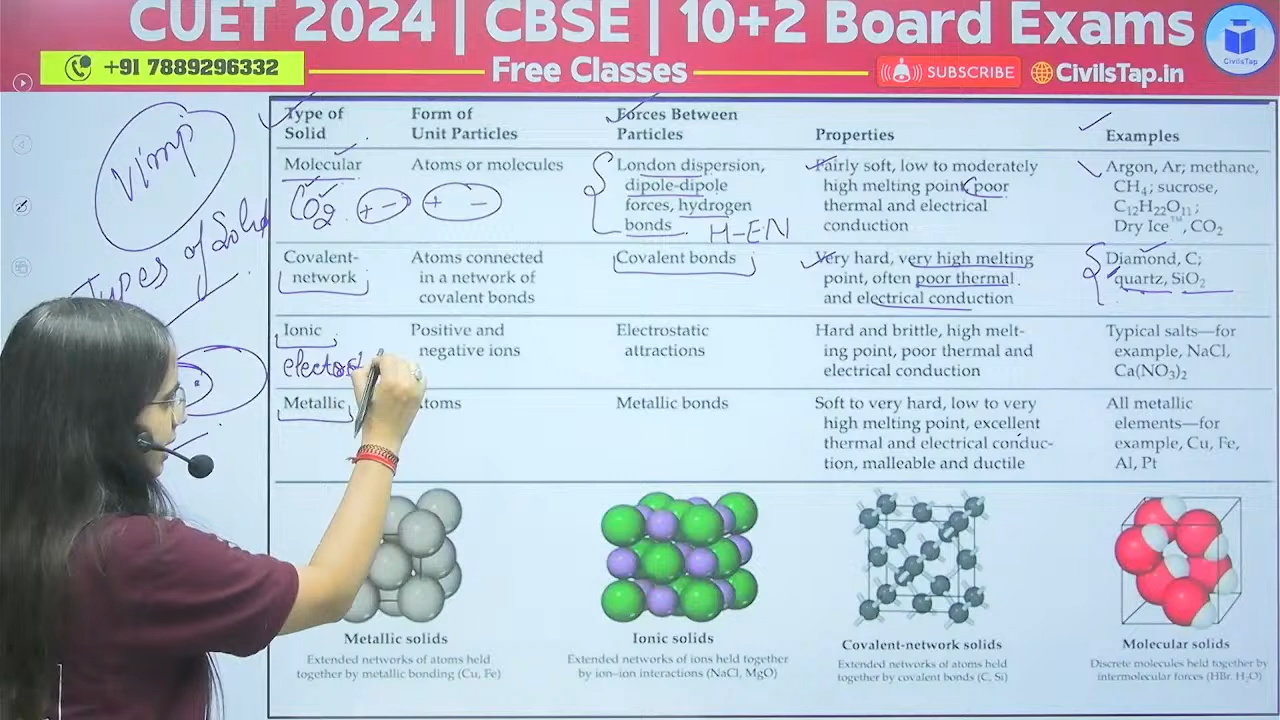 CUET 2024 | CBSE | 10+2 Board Exams
+91 7889296332
Free Classes
SUBSCRIBE
CivilsTap.in
CivilsTap
Vimp
Types of Solid
Type of Solid
Form of Unit Particles
Forces Between Particles
Properties
Examples
Molecular
CO2 + - + -
Atoms or molecules
London dispersion,
dipole-dipole
forces, hydrogen
bonds
H-EN
Fairly soft, low to moderately
high melting point, poor
thermal and electrical
conduction
Argon, Ar; methane,
CH4; sucrose,
C12H22O11;
Dry Ice™, CO2
Covalent-
network
Atoms connected
in a network of
covalent bonds
Covalent bonds
Very hard, very high melting
point, often poor thermal
and electrical conduction
Diamond, C;
quartz, SiO2
Ionic
Positive and
negative ions
Electrostatic
attractions
Hard and brittle, high melt-
ing point, poor thermal and
electrical conduction
Typical salts—for
example, NaCl,
Ca(NO3)2
Metallic
Metallic bonds
Soft to very hard, low to very
high melting point, excellent
thermal and electrical conduc-
tion, malleable and ductile
All metallic
elements—for
example, Cu, Fe,
Al, Pt
Metallic solids
Extended networks of atoms held
together by metallic bonding (Cu, Fe)
Ionic solids
Extended networks of ions held together
by ion–ion interactions (NaCl, MgO)
Covalent-network solids
Extended networks of atoms held
together by covalent bonds (C, Si)
Molecular solids
Discrete molecules held together by
intermolecular forces (HBr, H2O)